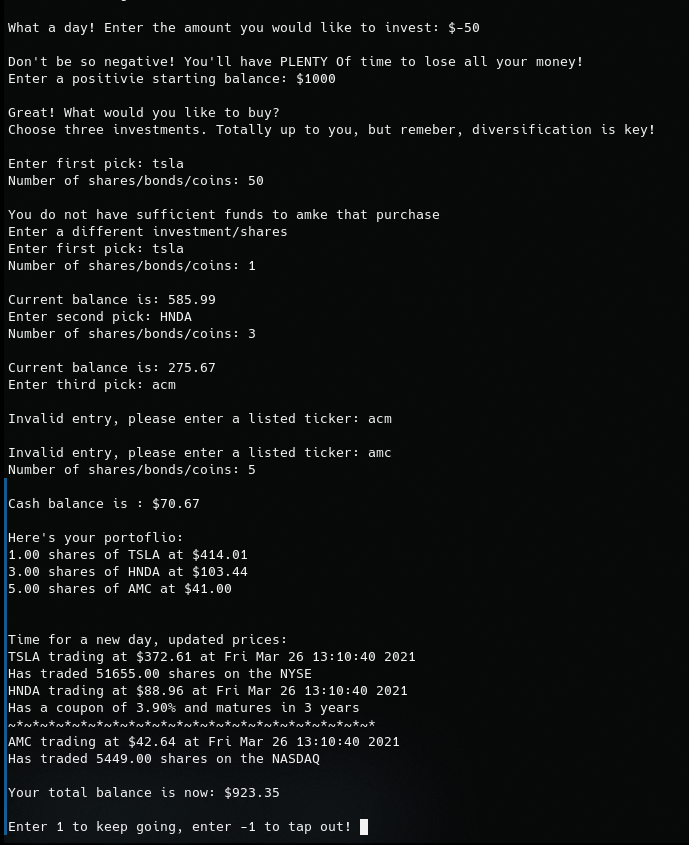 What a day! Enter the amount you would like to invest: $-50
Don't be so negative! You'll have PLENTY Of time to lose all your money!
Enter a positivie starting balance: $1000
Great! What would you like to buy?
Choose three investments. Totally up to you, but remeber, diversification is key!
Enter first pick: tsla
Number of shares/bonds/coins: 50
You do not have sufficient funds to amke that purchase
Enter a different investment/shares
Enter first pick: tsla
Number of shares/bonds/coins: 1
Current balance is: 585.99
Enter second pick: HNDA
Number of shares/bonds/coins: 3
Current balance is: 275.67
Enter third pick: acm
Invalid entry, please enter a listed ticker: acm
Invalid entry, please enter a listed ticker: amc
Number of shares/bonds/coins: 5
Cash balance is : $70.67
Here's your portoflio:
1.00 shares of TSLA at $414.01
3.00 shares of HNDA at $103.44
5.00 shares of AMC at $41.00
Time for a new day, updated prices:
TSLA trading at $372.61 at Fri Mar 26 13:10:40 2021
Has traded 51655.00 shares on the NYSE
HNDA trading at $88.96 at Fri Mar 26 13:10:40 2021
Has a coupon of 3.90% and matures in 3 years
~*~*~*~*~*~*~*~*~*~*~*~*~*~*~*~*~*~*~*~*~*~*~*
AMC trading at $42.64 at Fri Mar 26 13:10:40 2021
Has traded 5449.00 shares on the NASDAQ
Your total balance is now: $923.35
Enter 1 to keep going, enter -1 to tap out!